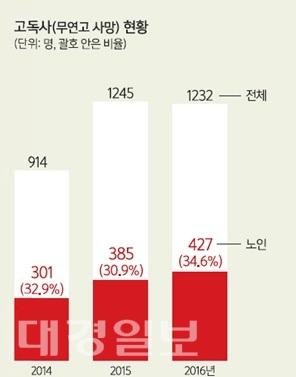 고독사(무연고 사망) 현황
(단위: 명, 괄호 안은 비율)
1245
1232
전체
914
427
노인
385
(34.6%)
301
(30.9%)
(32.9%)
대경일보
2014
2015
2016년